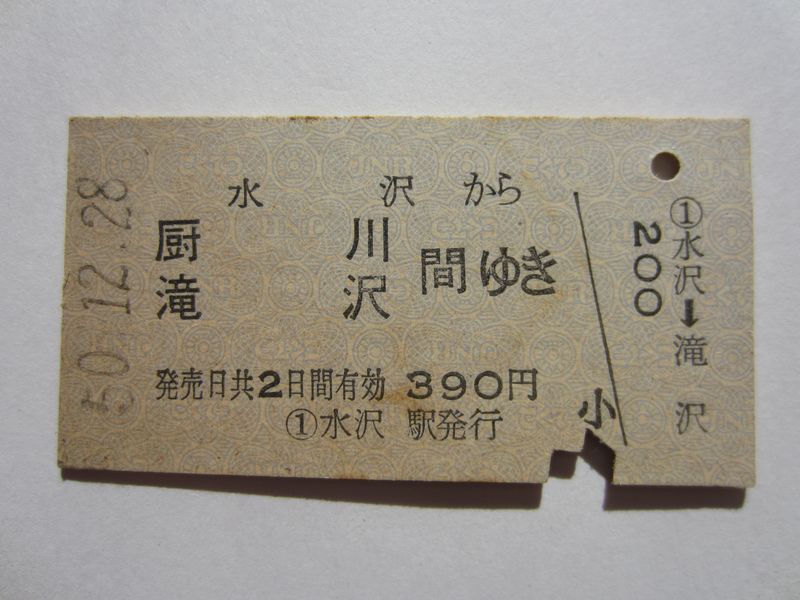 50.12.28
水沢から
厨川
滝沢
間ゆき
発売日共2日間有効 390円
①水沢 駅発行
小
①水沢➡滝沢
200